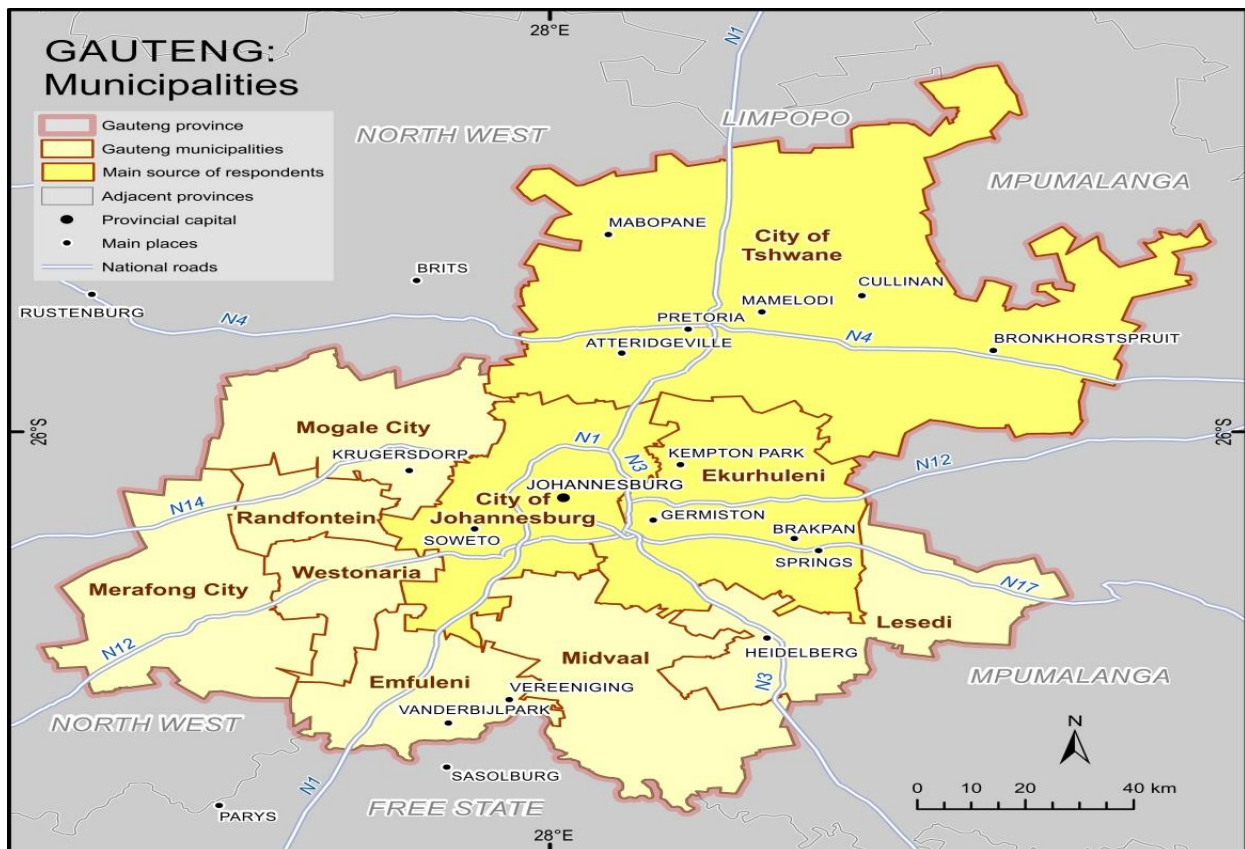 28°E
GAUTENG:
Municipalities
Gauteng province
Gauteng municipalities
Main source of respondents
Adjacent provinces
Provincial capital
Main places
National roads
N1
NORTH WEST
LIMPOPO
MPUMALANGA
MABOPANE
City of
Tshwane
BRITS
CULLINAN
RUSTENBURG
MAMELODI
PRETORIA
N4
N4
ATTERIDGEVILLE
BRONKHORSTSPRUIT
26°S
26°S
Mogale City
N1
KRUGERSDORP
N3
KEMPTON PARK
N12
Ekurhuleni
JOHANNESBURG
N14
City of
Johannesburg
Randfontein
GERMISTON
SOWETO
BRAKPAN
SPRINGS
Westonaria
Merafong City
N17
Lesedi
N12
Midvaal
HEIDELBERG
Emfuleni
N3
MPUMALANGA
VEREENIGING
NORTH WEST
VANDERBIJLPARK
N
SASOLBURG
N1
FREE STATE
PARYS
0 10 20 40 km
28°E